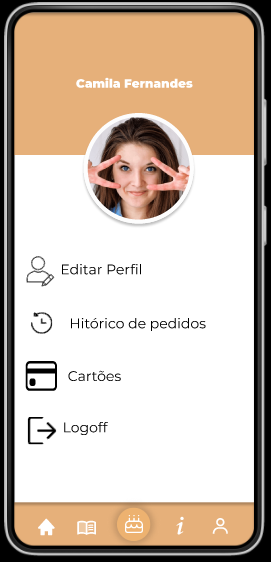 Camila Fernandes
Editar Perfil
Hitórico de pedidos
Cartões
Logoff